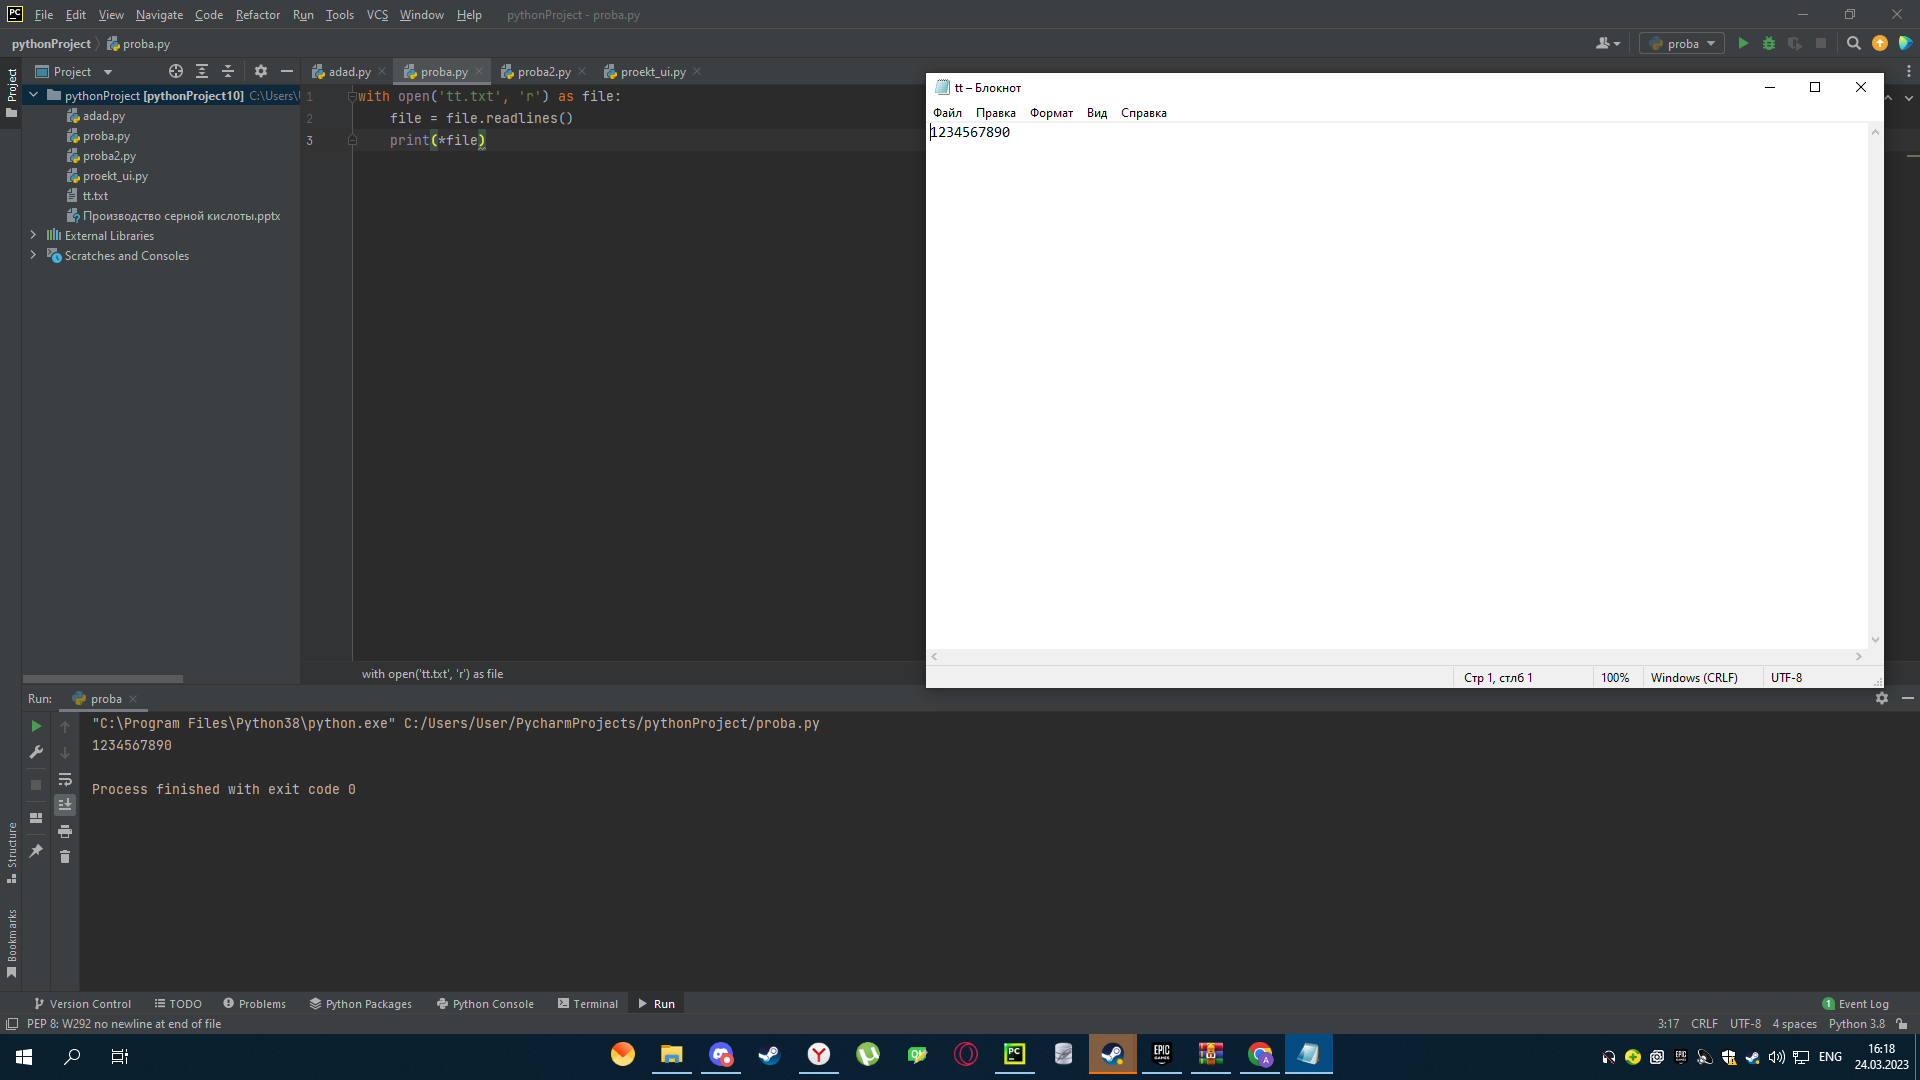 PC File Edit View Navigate Code Refactor Run Tools VCS Window Help pythonProject - proba.py
pythonProject proba.py proba
Project adad.py proba.py proba2.py proekt_ui.py
Project
pythonProject [pythonProject10] C:\Users\
adad.py
proba.py
proba2.py
proekt_ui.py
tt.txt
Производство серной кислоты.pptx
External Libraries
Scratches and Consoles
1 with open('tt.txt', 'r') as file:
2 file = file.readlines()
3 print(*file)
with open('tt.txt', 'r') as file
tt – Блокнот
Файл Правка Формат Вид Справка
1234567890
Стр 1, стлб 1 100% Windows (CRLF) UTF-8
Run: proba
"C:\Program Files\Python38\python.exe" C:/Users/User/PycharmProjects/pythonProject/proba.py
1234567890
Process finished with exit code 0
Structure
Bookmarks
Version Control TODO Problems Python Packages Python Console Terminal Run 1 Event Log
PEP 8: W292 no newline at end of file 3:17 CRLF UTF-8 4 spaces Python 3.8
PC EPIC GAMES A EPIC ENG 16:18
24.03.2023